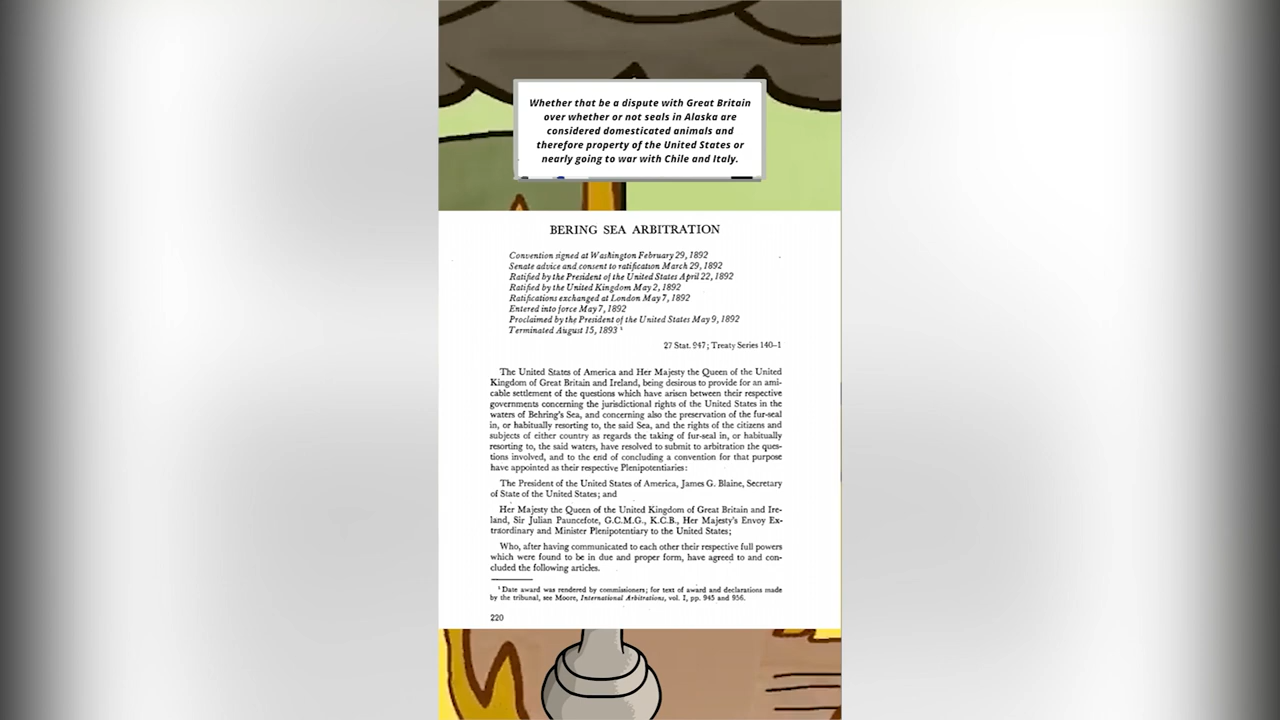 Whether that be a dispute with Great Britain
over whether or not seals in Alaska are
considered domesticated animals and
therefore property of the United States or
nearly going to war with Chile and Italy.
BERING SEA ARBITRATION
Convention signed at Washington February 29, 1892
Senate advice and consent to ratification March 29, 1892
Ratified by the President of the United States April 22, 1892
Ratified by the United Kingdom May 2, 1892
Ratifications exchanged at London May 7, 1892
Entered into force May 7, 1892
Proclaimed by the President of the United States May 9, 1892
Terminated August 15, 1893 ¹
27 Stat. 947; Treaty Series 140–1
The United States of America and Her Majesty the Queen of the United
Kingdom of Great Britain and Ireland, being desirous to provide for an ami-
cable settlement of the questions which have arisen between their respective
governments concerning the jurisdictional rights of the United States in the
waters of Behring's Sea, and concerning also the preservation of the fur-seal
in, or habitually resorting to, the said Sea, and the rights of the citizens and
subjects of either country as regards the taking of fur-seal in, or habitually
resorting to, the said waters, have resolved to submit to arbitration the ques-
tions involved, and to the end of concluding a convention for that purpose
have appointed as their respective Plenipotentiaries:
The President of the United States of America, James G. Blaine, Secretary
of State of the United States; and
Her Majesty the Queen of the United Kingdom of Great Britain and Ire-
land, Sir Julian Pauncefote, G.C.M.G., K.C.B., Her Majesty's Envoy Ex-
traordinary and Minister Plenipotentiary to the United States;
Who, after having communicated to each other their respective full powers
which were found to be in due and proper form, have agreed to and con-
cluded the following articles.
¹ Date award was rendered by commissioners; for text of award and declarations made
by the tribunal, see Moore, International Arbitrations, vol. I, pp. 945 and 956.
220